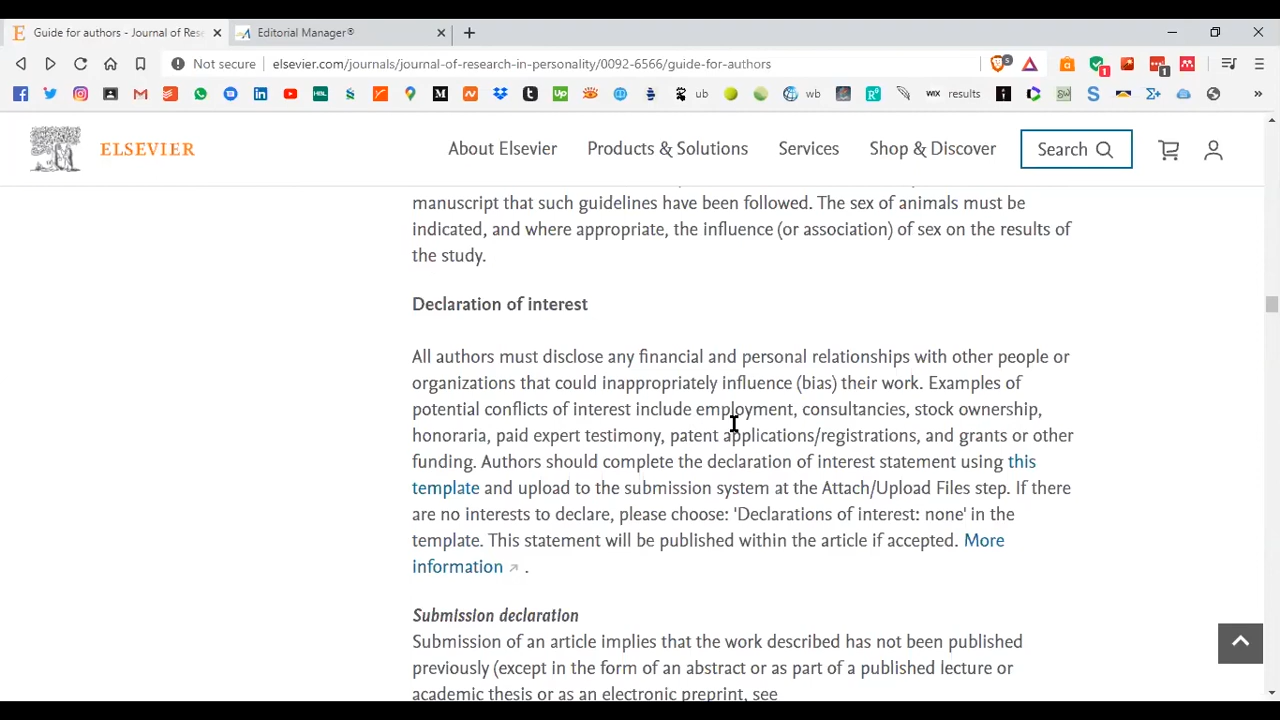 Guide for authors - Journal of Rese
Editorial Manager®
Not secure
elsevier.com/journals/journal-of-research-in-personality/0092-6566/guide-for-authors
ub
wb
WIX
results
ELSEVIER
About Elsevier
Products & Solutions
Services
Shop & Discover
Search
manuscript that such guidelines have been followed. The sex of animals must be
indicated, and where appropriate, the influence (or association) of sex on the results of
the study.
Declaration of interest
All authors must disclose any financial and personal relationships with other people or
organizations that could inappropriately influence (bias) their work. Examples of
potential conflicts of interest include employment, consultancies, stock ownership,
honoraria, paid expert testimony, patent applications/registrations, and grants or other
funding. Authors should complete the declaration of interest statement using this
template and upload to the submission system at the Attach/Upload Files step. If there
are no interests to declare, please choose: 'Declarations of interest: none' in the
template. This statement will be published within the article if accepted. More
information .
Submission declaration
Submission of an article implies that the work described has not been published
previously (except in the form of an abstract or as part of a published lecture or
academic thesis or as an electronic preprint, see